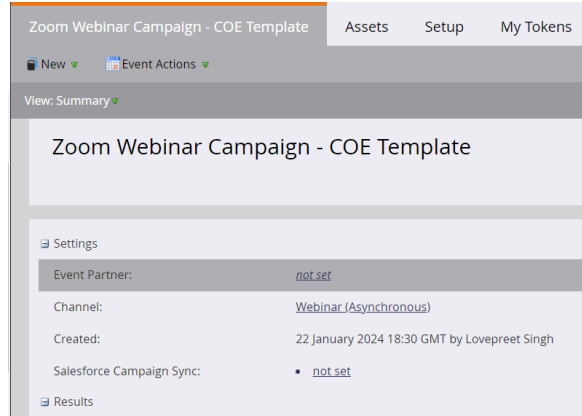 Zoom Webinar Campaign - COE Template Assets Setup My Tokens
New Event Actions
View: Summary
Zoom Webinar Campaign - COE Template
Settings
Event Partner: not set
Channel: Webinar (Asynchronous)
Created: 22 January 2024 18:30 GMT by Lovepreet Singh
Salesforce Campaign Sync: • not set
Results